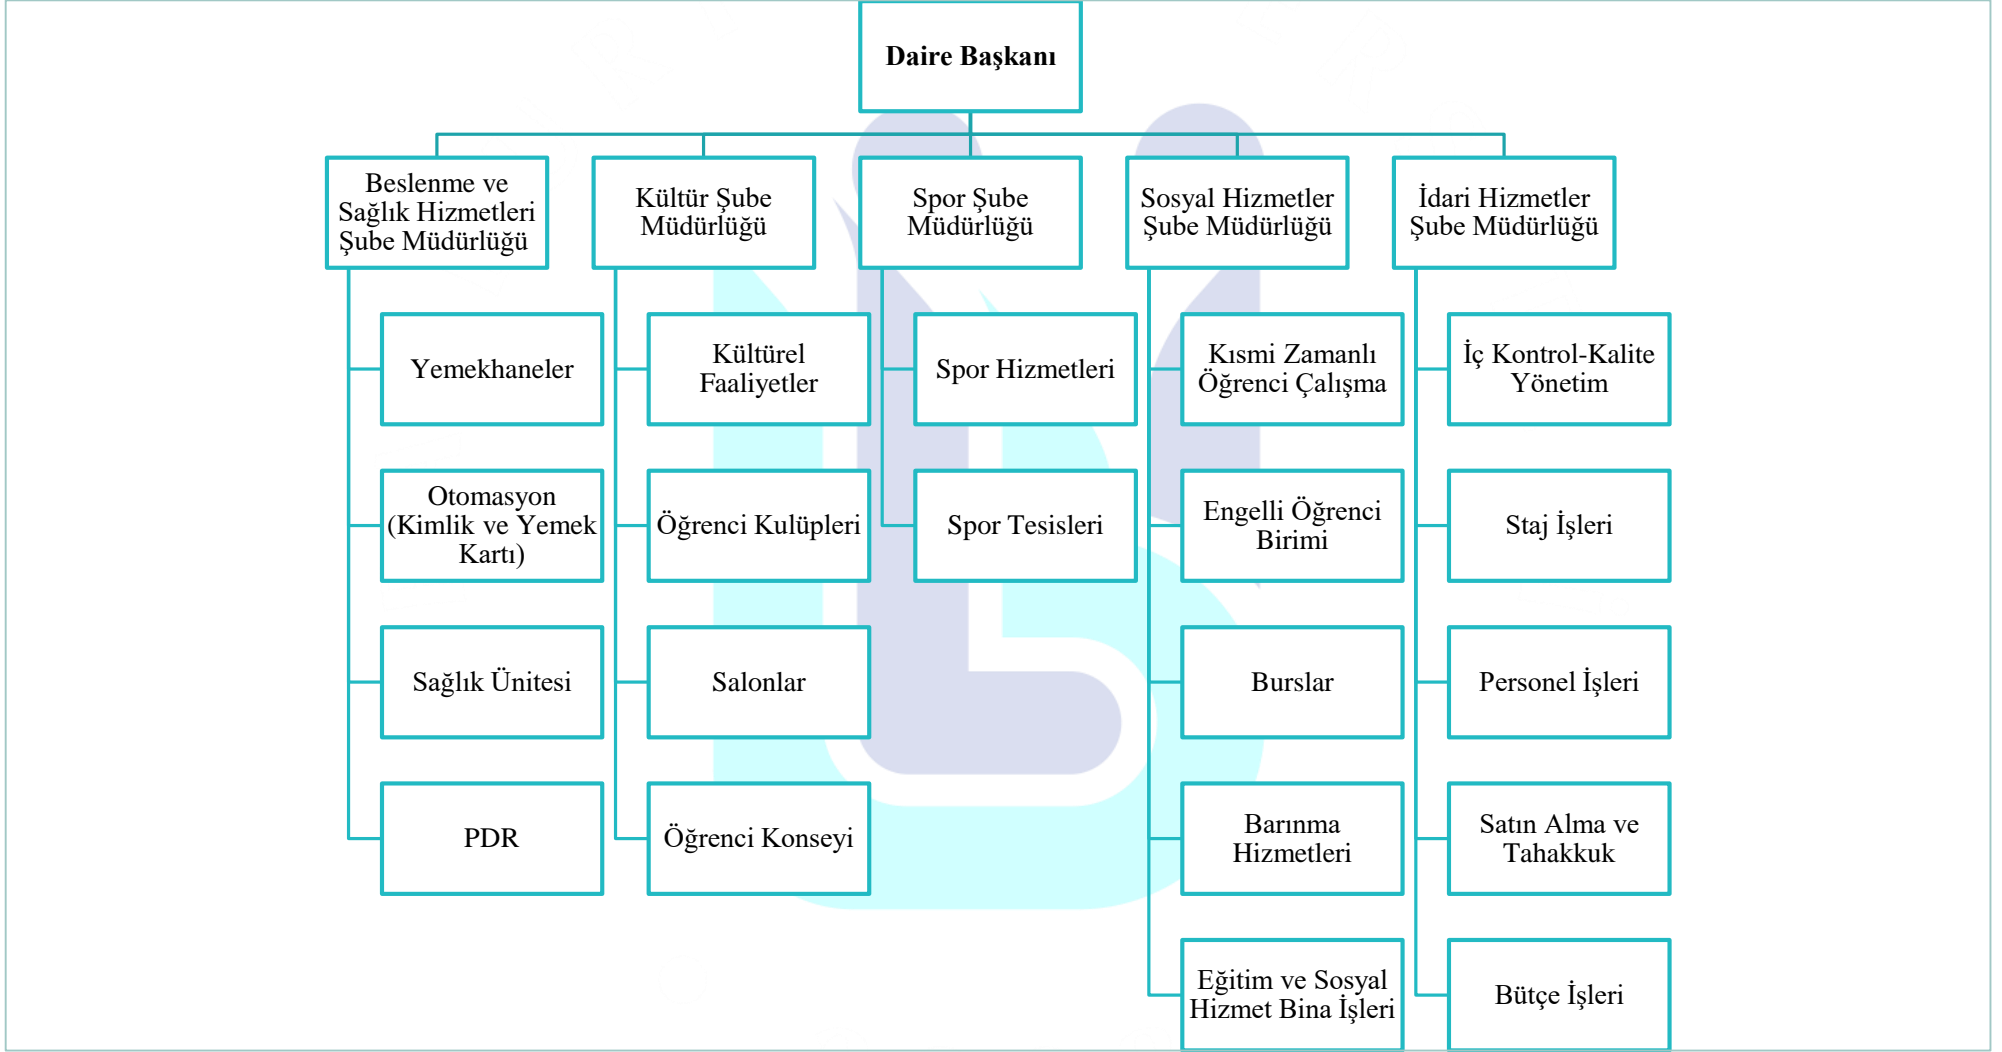 Daire Başkanı
Beslenme ve
Sağlık Hizmetleri
Şube Müdürlüğü
Yemekhaneler
Otomasyon
(Kimlik ve Yemek
Kartı)
Sağlık Ünitesi
PDR
Kültür Şube
Müdürlüğü
Kültürel
Faaliyetler
Öğrenci Kulüpleri
Salonlar
Öğrenci Konseyi
Spor Şube
Müdürlüğü
Spor Hizmetleri
Spor Tesisleri
Sosyal Hizmetler
Şube Müdürlüğü
Kısmi Zamanlı
Öğrenci Çalışma
Engelli Öğrenci
Birimi
Burslar
Barınma
Hizmetleri
Eğitim ve Sosyal
Hizmet Bina İşleri
İdari Hizmetler
Şube Müdürlüğü
İç Kontrol-Kalite
Yönetim
Staj İşleri
Personel İşleri
Satın Alma ve
Tahakkuk
Bütçe İşleri